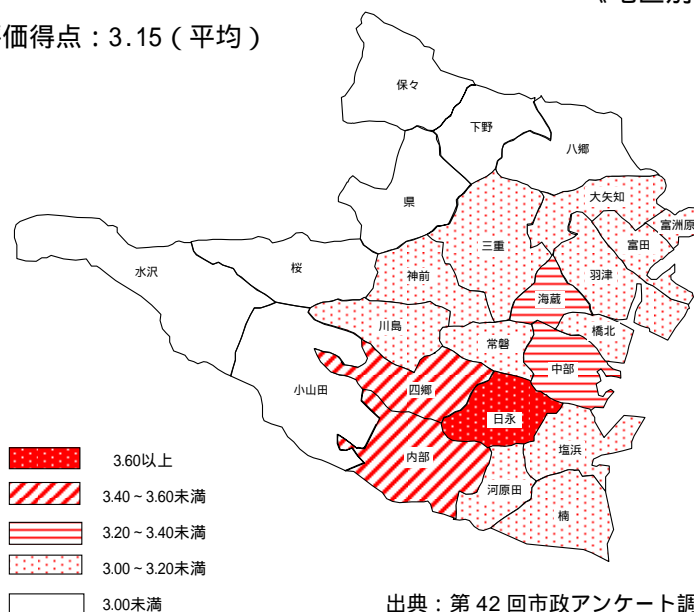 価得点：3.15（平均）
保々
下野
八郷
県
大矢知
富洲原
三重
富田
水沢
桜
神前
羽津
海蔵
川島
橋北
常磐
中部
小山田
四郷
日永
塩浜
内部
河原田
楠
3.60以上
3.40～3.60未満
3.20～3.40未満
3.00～3.20未満
3.00未満
出典：第 42 回市政アンケート調